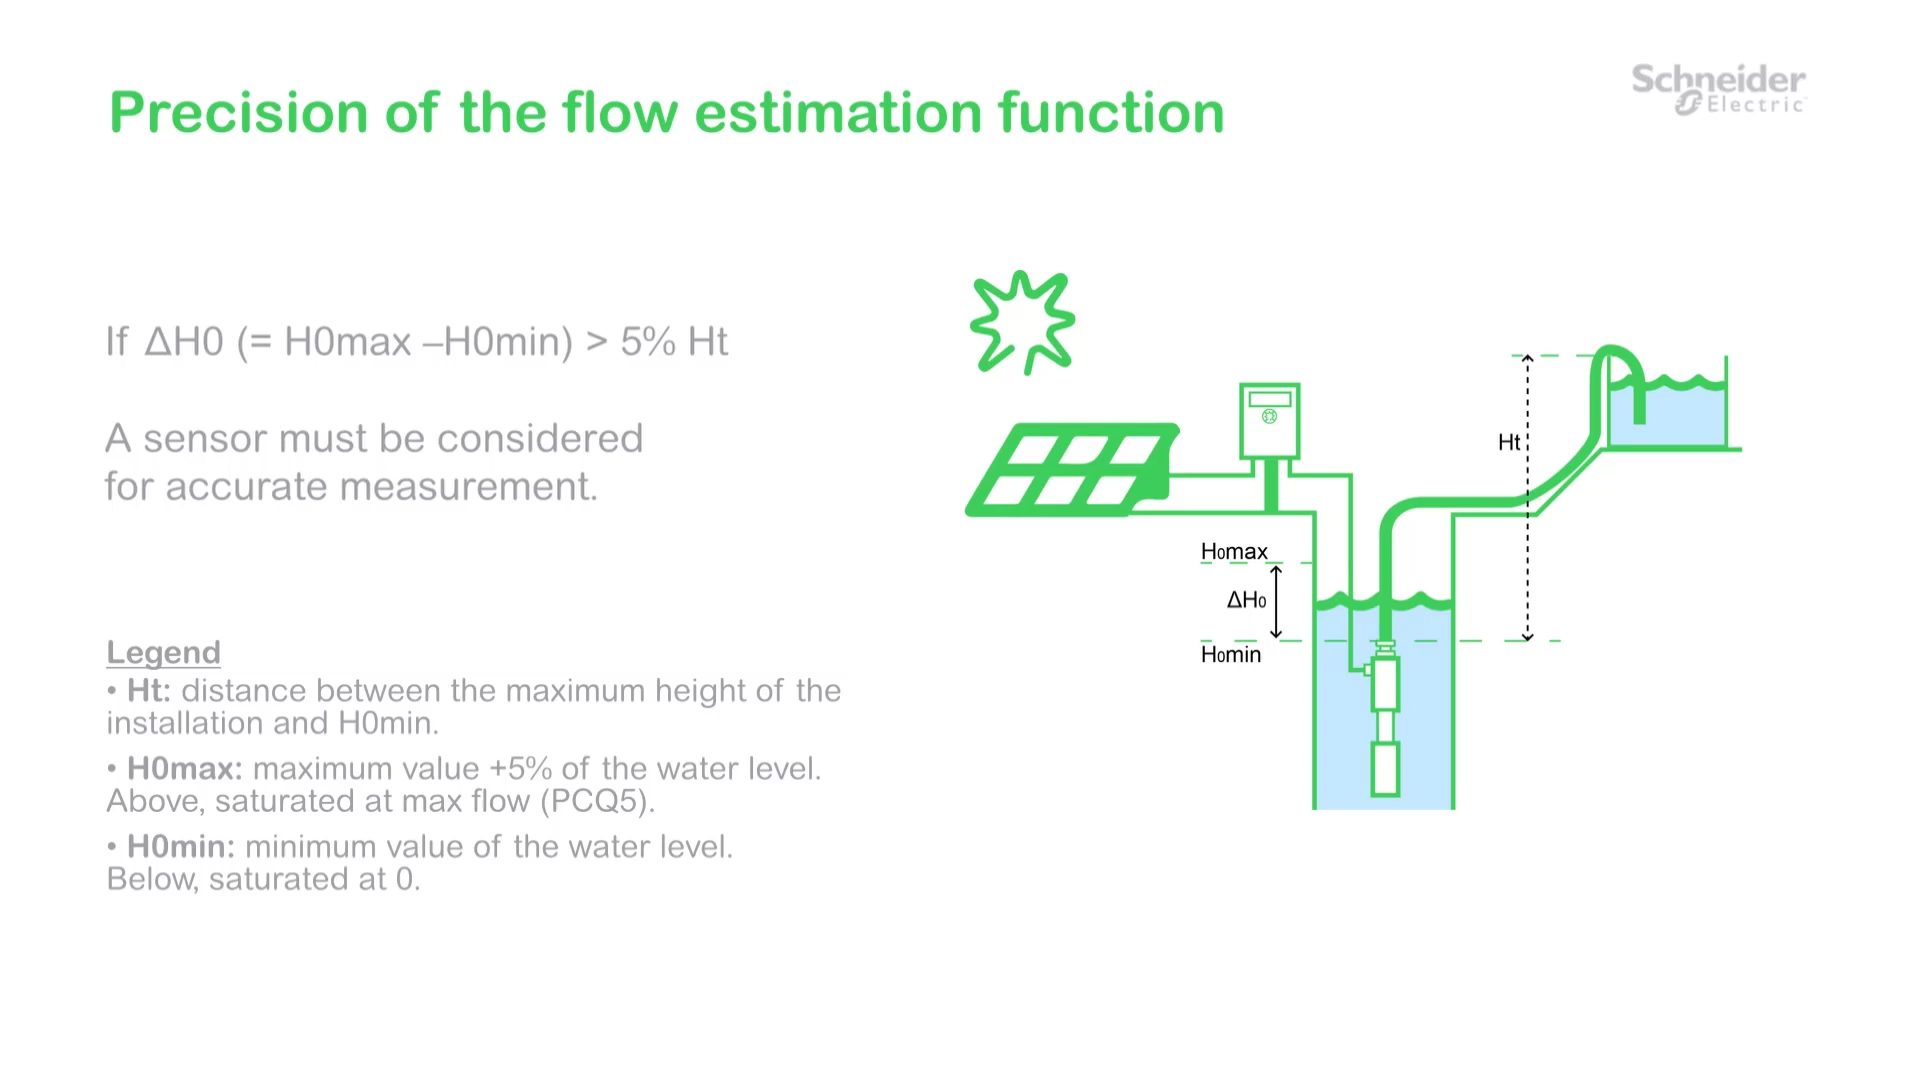 Precision of the flow estimation function
Schneider
Electric
If ΔH0 (= H0max –H0min) > 5% Ht
A sensor must be considered
for accurate measurement.
Legend
• Ht: distance between the maximum height of the
installation and H0min.
• H0max: maximum value +5% of the water level.
Above, saturated at max flow (PCQ5).
• H0min: minimum value of the water level.
Below, saturated at 0.
Ht
H0max
ΔH0
H0min